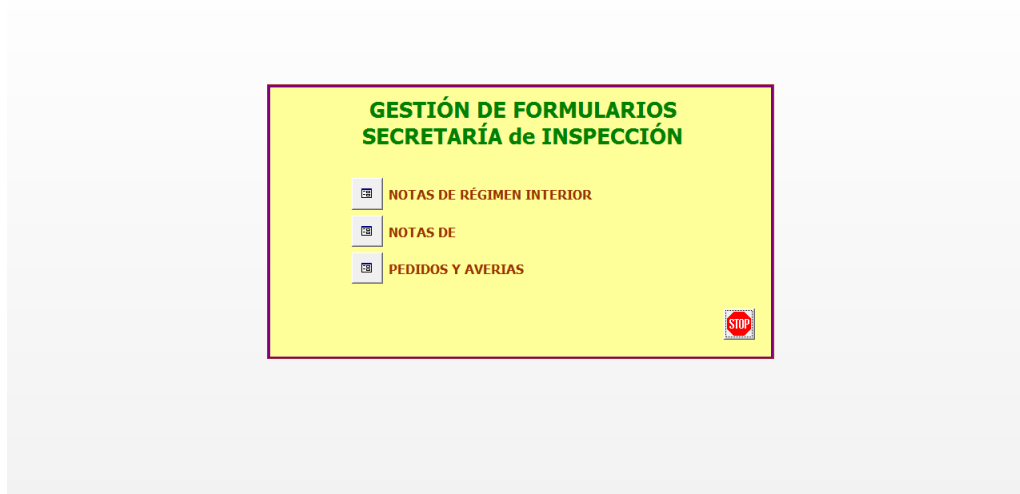 GESTIÓN DE FORMULARIOS
SECRETARÍA de INSPECCIÓN
NOTAS DE RÉGIMEN INTERIOR
NOTAS DE
PEDIDOS Y AVERIAS
STOP